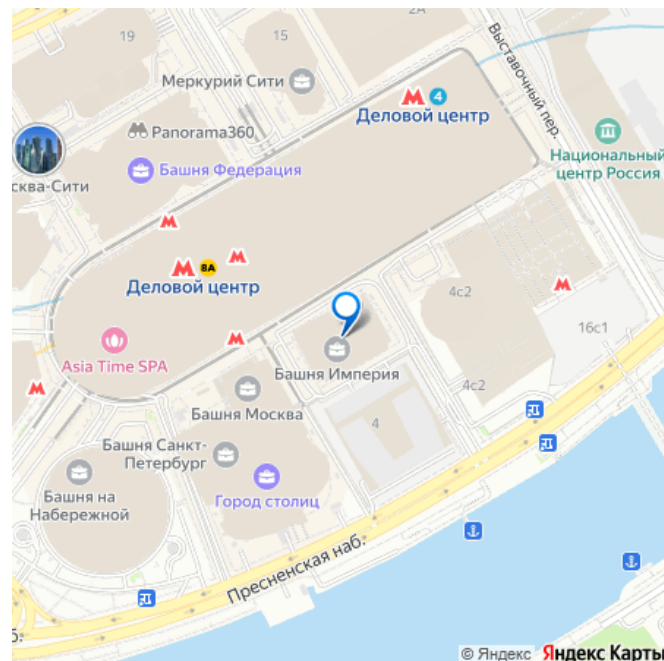 2А
19
15
Выставочный пер.
Меркурий Сити
4
Деловой центр
Panorama360
Национальный
центр Россия
Башня Федерация
сква-Сити
8А
Деловой центр
4с2
16с1
Asia Time SPA
Башня Империя
4с2
Башня Москва
4
Башня Санкт-
Петербург
Башня на
Набережной
Город столиц
Пресненская наб.
б.
© Яндекс Яндекс Карты